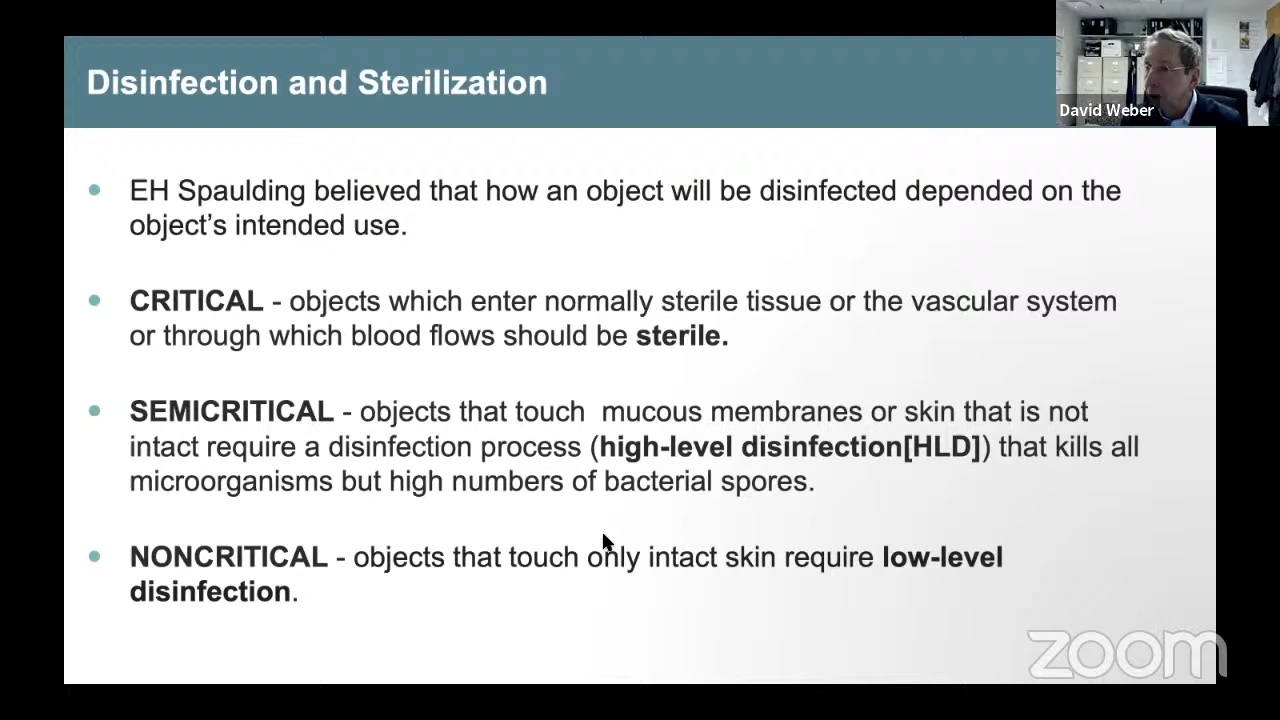 Disinfection and Sterilization
David Weber
• EH Spaulding believed that how an object will be disinfected depended on the
object’s intended use.
• CRITICAL - objects which enter normally sterile tissue or the vascular system
or through which blood flows should be sterile.
• SEMICRITICAL - objects that touch  mucous membranes or skin that is not
intact require a disinfection process (high-level disinfection[HLD]) that kills all
microorganisms but high numbers of bacterial spores.
• NONCRITICAL - objects that touch only intact skin require low-level
disinfection.
zoom